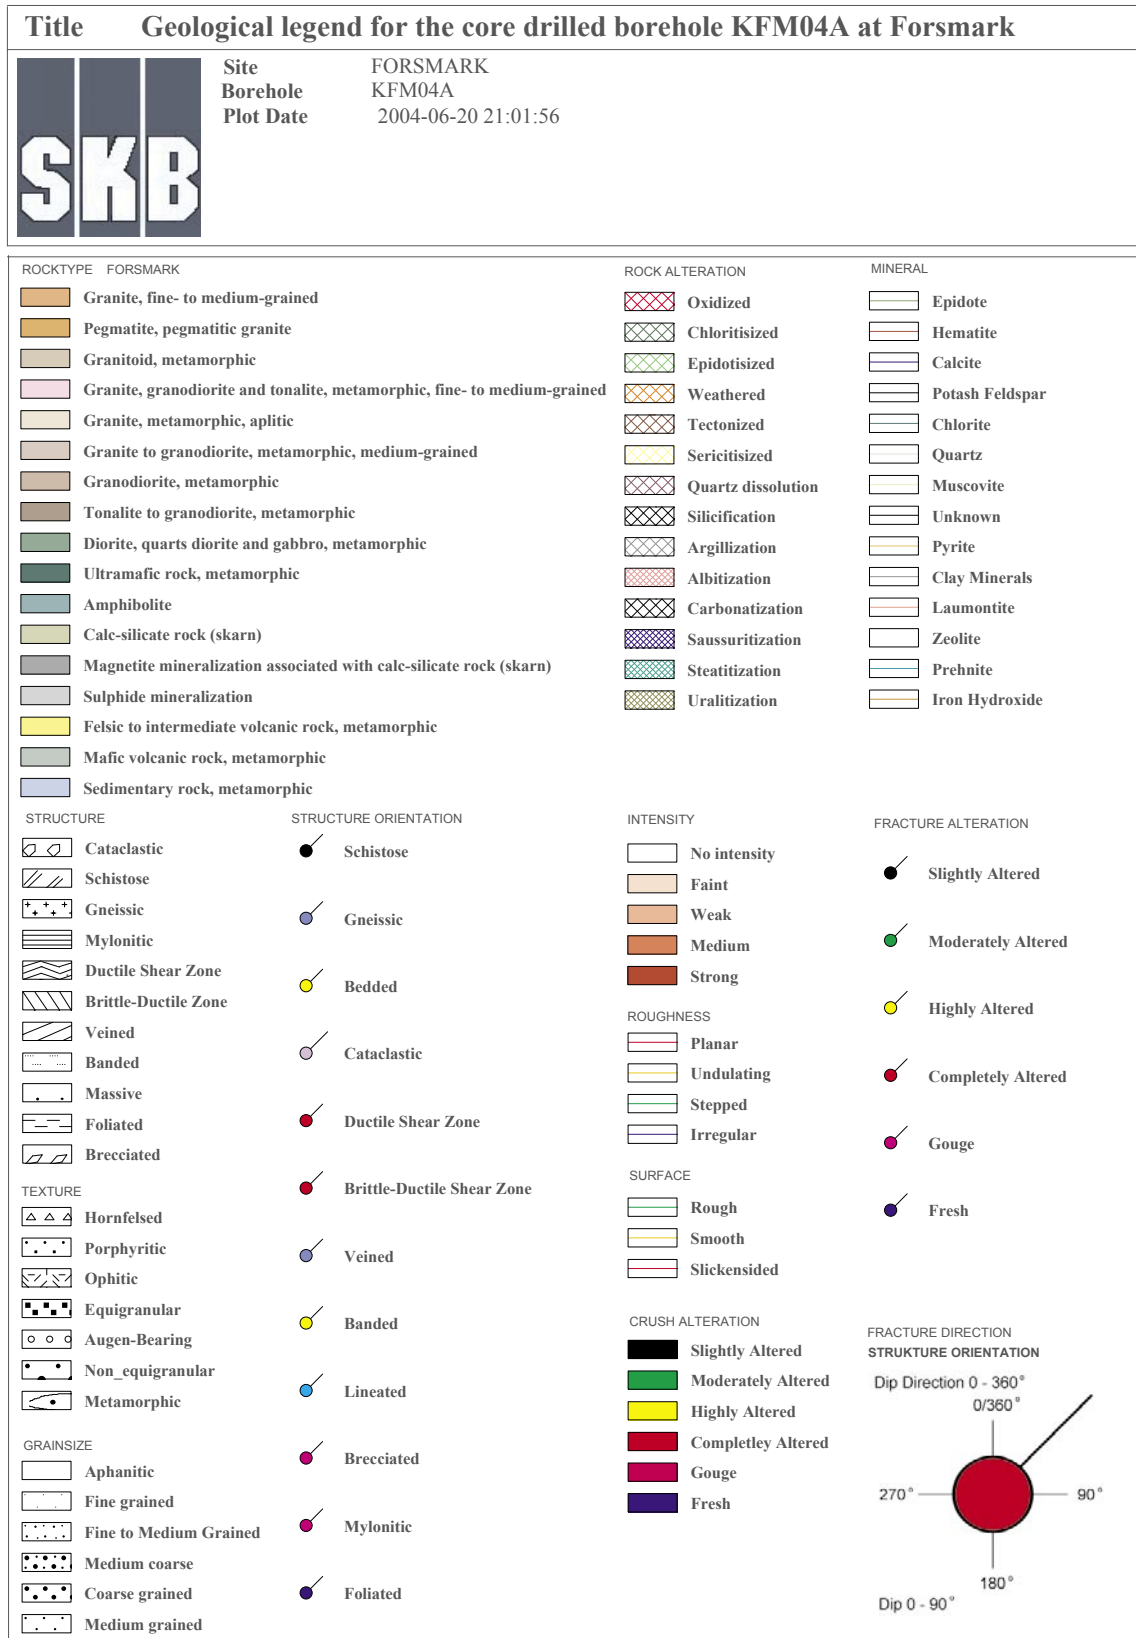 Title Geological legend for the core drilled borehole KFM04A at Forsmark
SKB
Site FORSMARK
Borehole KFM04A
Plot Date 2004-06-20 21:01:56
ROCKTYPE FORSMARK
Granite, fine- to medium-grained
Pegmatite, pegmatitic granite
Granitoid, metamorphic
Granite, granodiorite and tonalite, metamorphic, fine- to medium-grained
Granite, metamorphic, aplitic
Granite to granodiorite, metamorphic, medium-grained
Granodiorite, metamorphic
Tonalite to granodiorite, metamorphic
Diorite, quarts diorite and gabbro, metamorphic
Ultramafic rock, metamorphic
Amphibolite
Calc-silicate rock (skarn)
Magnetite mineralization associated with calc-silicate rock (skarn)
Sulphide mineralization
Felsic to intermediate volcanic rock, metamorphic
Mafic volcanic rock, metamorphic
Sedimentary rock, metamorphic
ROCK ALTERATION
Oxidized
Chloritisized
Epidotisized
Weathered
Tectonized
Sericitisized
Quartz dissolution
Silicification
Argillization
Albitization
Carbonatization
Saussuritization
Steatitization
Uralitization
MINERAL
Epidote
Hematite
Calcite
Potash Feldspar
Chlorite
Quartz
Muscovite
Unknown
Pyrite
Clay Minerals
Laumontite
Zeolite
Prehnite
Iron Hydroxide
STRUCTURE
Cataclastic
Schistose
Gneissic
Mylonitic
Ductile Shear Zone
Brittle-Ductile Zone
Veined
Banded
Massive
Foliated
Brecciated
TEXTURE
Hornfelsed
Porphyritic
Ophitic
Equigranular
Augen-Bearing
Non_equigranular
Metamorphic
GRAINSIZE
Aphanitic
Fine grained
Fine to Medium Grained
Medium coarse
Coarse grained
Medium grained
STRUCTURE ORIENTATION
Schistose
Gneissic
Bedded
Cataclastic
Ductile Shear Zone
Brittle-Ductile Shear Zone
Veined
Banded
Lineated
Brecciated
Mylonitic
Foliated
INTENSITY
No intensity
Faint
Weak
Medium
Strong
ROUGHNESS
Planar
Undulating
Stepped
Irregular
SURFACE
Rough
Smooth
Slickensided
CRUSH ALTERATION
Slightly Altered
Moderately Altered
Highly Altered
Completley Altered
Gouge
Fresh
FRACTURE ALTERATION
Slightly Altered
Moderately Altered
Highly Altered
Completely Altered
Gouge
Fresh
FRACTURE DIRECTION
STRUKTURE ORIENTATION
Dip Direction 0 - 360°
0/360°
270° 90°
180°
Dip 0 - 90°